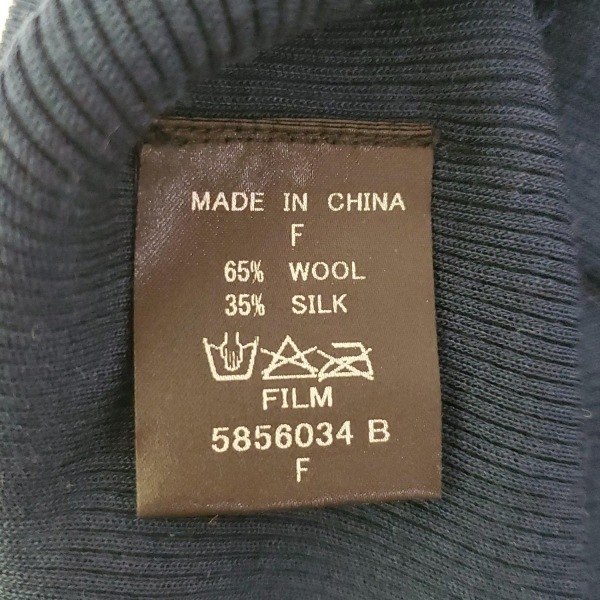 MADE IN CHINA
F
65% WOOL
35% SILK
FILM
5856034 B
F